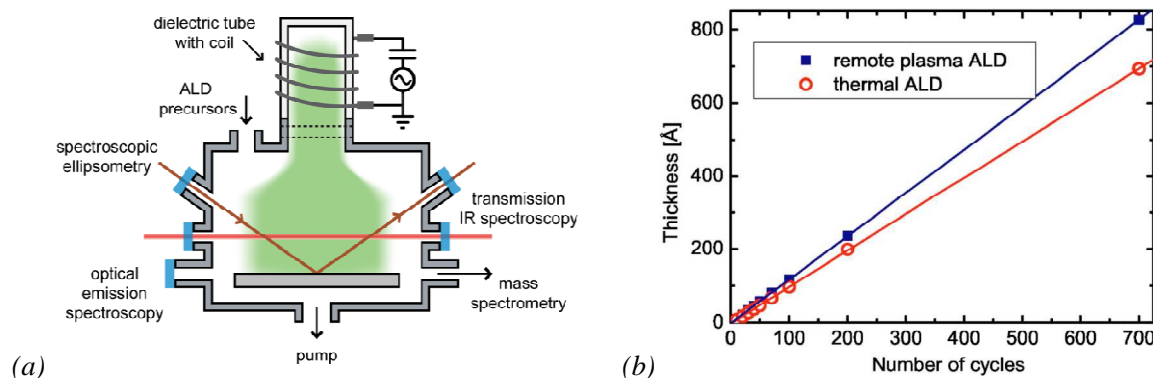 dielectric tube
with coil
ALD
precursors
spectroscopic
ellipsometry
transmission
IR spectroscopy
optical
emission
spectroscopy
mass
spectrometry
pump
(a)
800
600
400
200
0
Thickness [Å]
remote plasma ALD
thermal ALD
0 100 200 300 400 500 600 700
Number of cycles
(b)